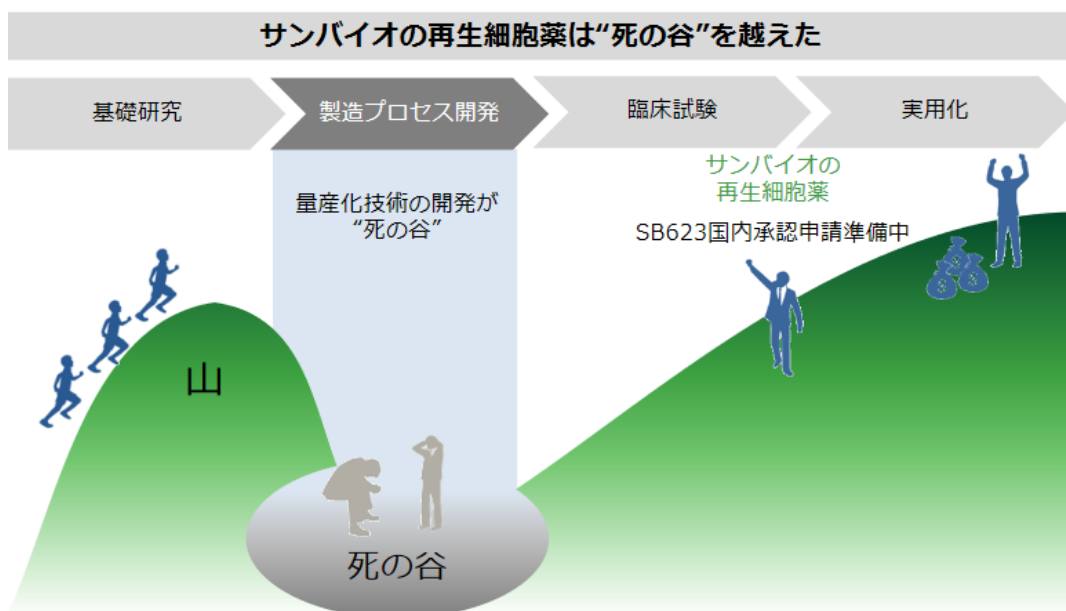 サンバイオの再生細胞薬は“死の谷”を越えた
基礎研究
製造プロセス開発
臨床試験
実用化
量産化技術の開発が
“死の谷”
サンバイオの
再生細胞薬
SB623国内承認申請準備中
山
死の谷